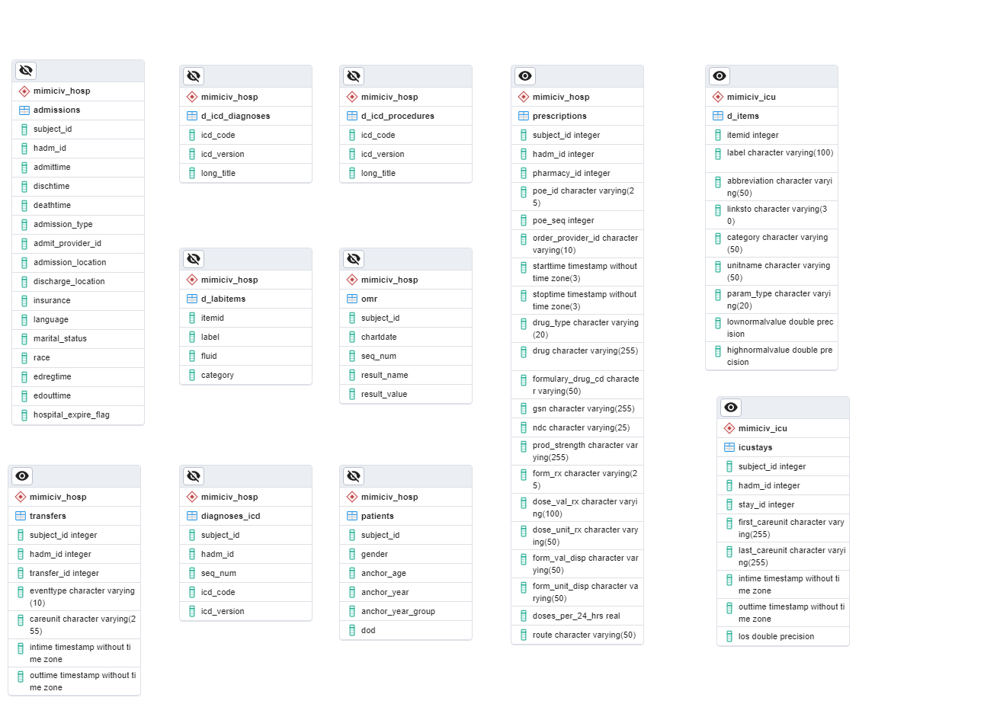 mimiciv_hosp
admissions
subject_id
hadm_id
admittime
dischtime
deathtime
admission_type
admit_provider_id
admission_location
discharge_location
insurance
language
marital_status
race
edregtime
edouttime
hospital_expire_flag
mimiciv_hosp
d_icd_diagnoses
icd_code
icd_version
long_title
mimiciv_hosp
d_icd_procedures
icd_code
icd_version
long_title
mimiciv_hosp
d_labitems
itemid
label
fluid
category
mimiciv_hosp
omr
subject_id
chartdate
seq_num
result_name
result_value
mimiciv_hosp
transfers
subject_id integer
hadm_id integer
transfer_id integer
eventtype character varying
(10)
careunit character varying(2
55)
intime timestamp without ti
me zone
outtime timestamp without ti
me zone
mimiciv_hosp
diagnoses_icd
subject_id
hadm_id
seq_num
icd_code
icd_version
mimiciv_hosp
patients
subject_id
gender
anchor_age
anchor_year
anchor_year_group
dod
mimiciv_hosp
prescriptions
subject_id integer
hadm_id integer
pharmacy_id integer
poe_id character varying(2
5)
poe_seq integer
order_provider_id character
varying(10)
starttime timestamp without
time zone(3)
stoptime timestamp without
time zone(3)
drug_type character varying
(20)
drug character varying(255)
formulary_drug_cd characte
r varying(50)
gsn character varying(255)
ndc character varying(25)
prod_strength character var
ying(255)
form_rx character varying(2
5)
dose_val_rx character varyi
ng(100)
dose_unit_rx character vary
ing(50)
form_val_disp character var
ying(50)
form_unit_disp character va
rying(50)
doses_per_24_hrs real
route character varying(50)
mimiciv_icu
d_items
itemid integer
label character varying(100)
abbreviation character varyi
ng(50)
linksto character varying(3
0)
category character varying
(50)
unitname character varying
(50)
param_type character varyi
ng(20)
lownormalvalue double prec
ision
highnormalvalue double pre
cision
mimiciv_icu
icustays
subject_id integer
hadm_id integer
stay_id integer
first_careunit character vary
ing(255)
last_careunit character varyi
ng(255)
intime timestamp without ti
me zone
outtime timestamp without ti
me zone
los double precision